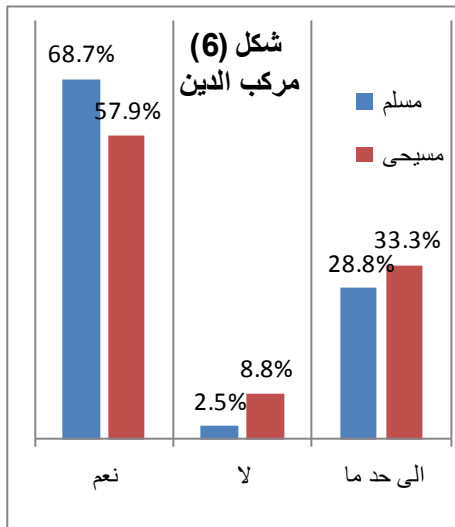 شكل (6)
مركب الدين
مسلم
مسيحى
68.7%
57.9%
2.5%
8.8%
28.8%
33.3%
نعم
لا
الى حد ما